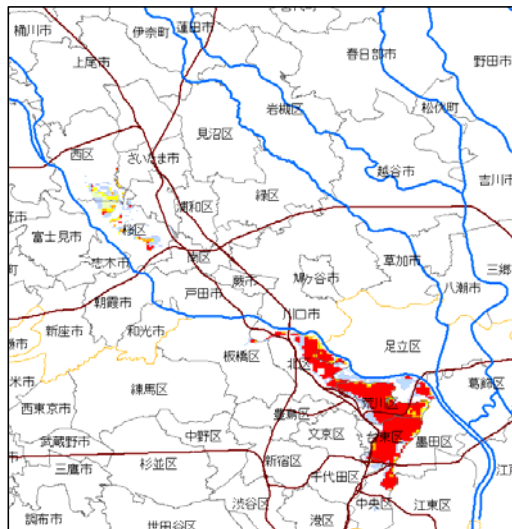 桶川市
伊奈町
蓮田市
上尾市
春日部市
野田市
岩槻区
松伏町
見沼区
西区
さいたま市
越谷市
吉川市
緑区
浦和区
桜区
富士見市
南区
志木市
草加市
三郷
鳩ケ谷市
蕨市
戸田市
八潮市
朝霞市
川口市
新座市
和光市
足立区
板橋区
北区
葛飾区
練馬区
荒川区
西東京市
豊島区
文京区
台東区
墨田区
中野区
武蔵野市
杉並区
新宿区
三鷹市
千代田区
渋谷区
中央区
江東区
港区
調布市
世田谷区